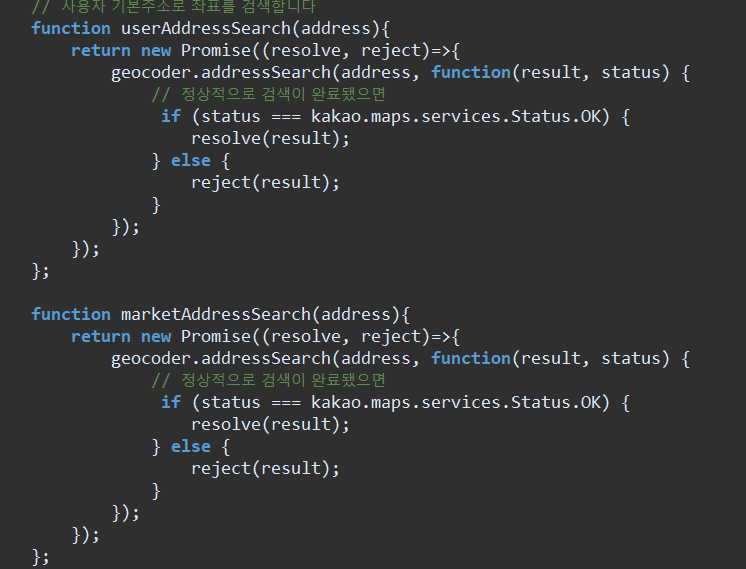 // 사용자 기본주소로 좌표를 검색합니다
function userAddressSearch(address){
    return new Promise((resolve, reject)=>{
        geocoder.addressSearch(address, function(result, status) {
            // 정상적으로 검색이 완료됐으면
             if (status === kakao.maps.services.Status.OK) {
                resolve(result);
            } else {
                reject(result);
            }
        });
    });
};

function marketAddressSearch(address){
    return new Promise((resolve, reject)=>{
        geocoder.addressSearch(address, function(result, status) {
            // 정상적으로 검색이 완료됐으면
             if (status === kakao.maps.services.Status.OK) {
                resolve(result);
            } else {
                reject(result);
            }
        });
    });
};